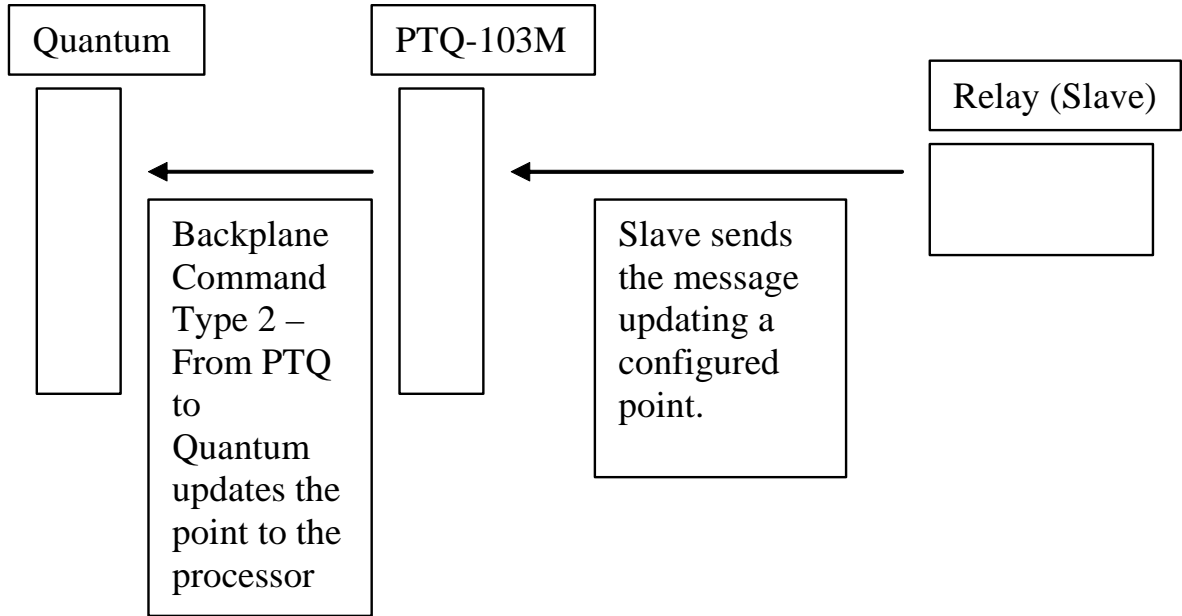 Quantum
PTQ-103M
Relay (Slave)
Backplane
Command
Type 2 –
From PTQ
to
Quantum
updates the
point to the
processor
Slave sends
the message
updating a
configured
point.